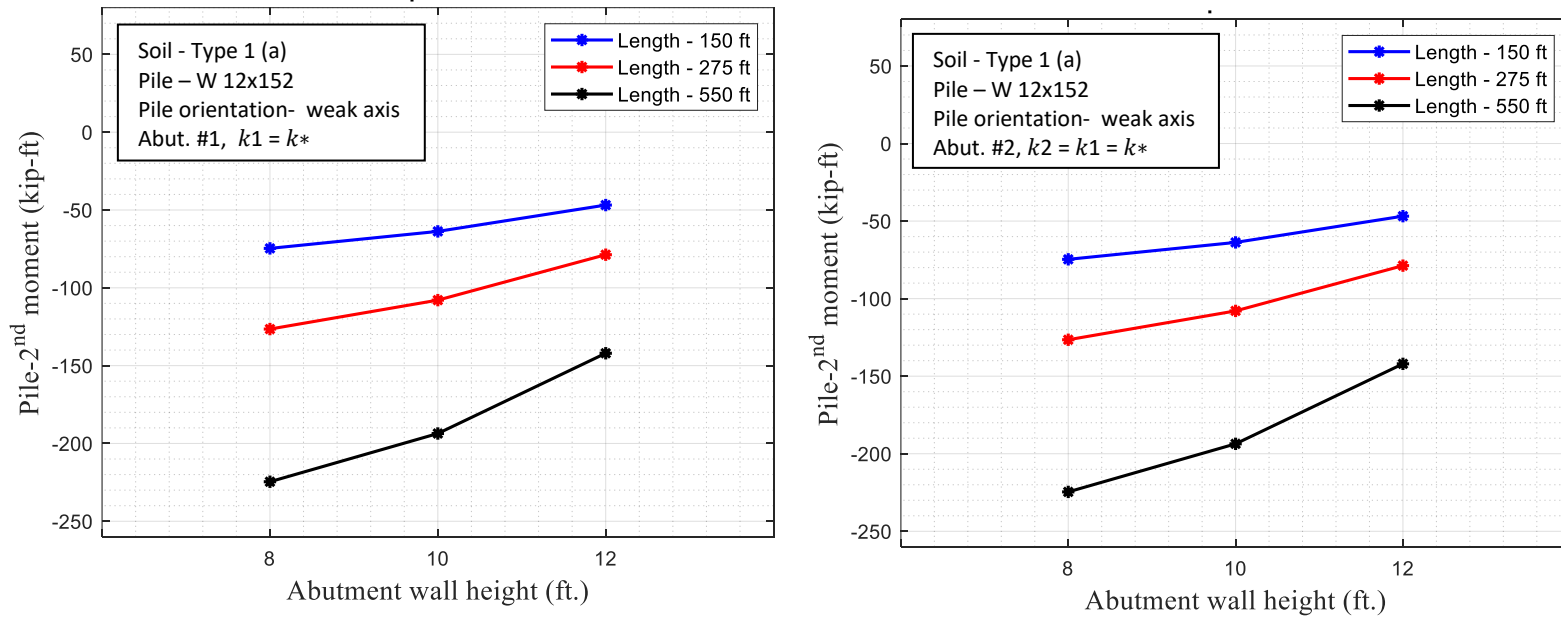 Soil - Type 1 (a)
Pile – W 12x152
Pile orientation- weak axis
Abut. #1, k1 = k*
Length - 150 ft
Length - 275 ft
Length - 550 ft
50
0
-50
-100
-150
-200
-250
Pile-2nd moment (kip-ft)
8
10
12
Abutment wall height (ft.)
Soil - Type 1 (a)
Pile – W 12x152
Pile orientation- weak axis
Abut. #2, k2 = k1 = k*
Length - 150 ft
Length - 275 ft
Length - 550 ft
50
0
-50
-100
-150
-200
-250
Pile-2nd moment (kip-ft)
8
10
12
Abutment wall height (ft.)